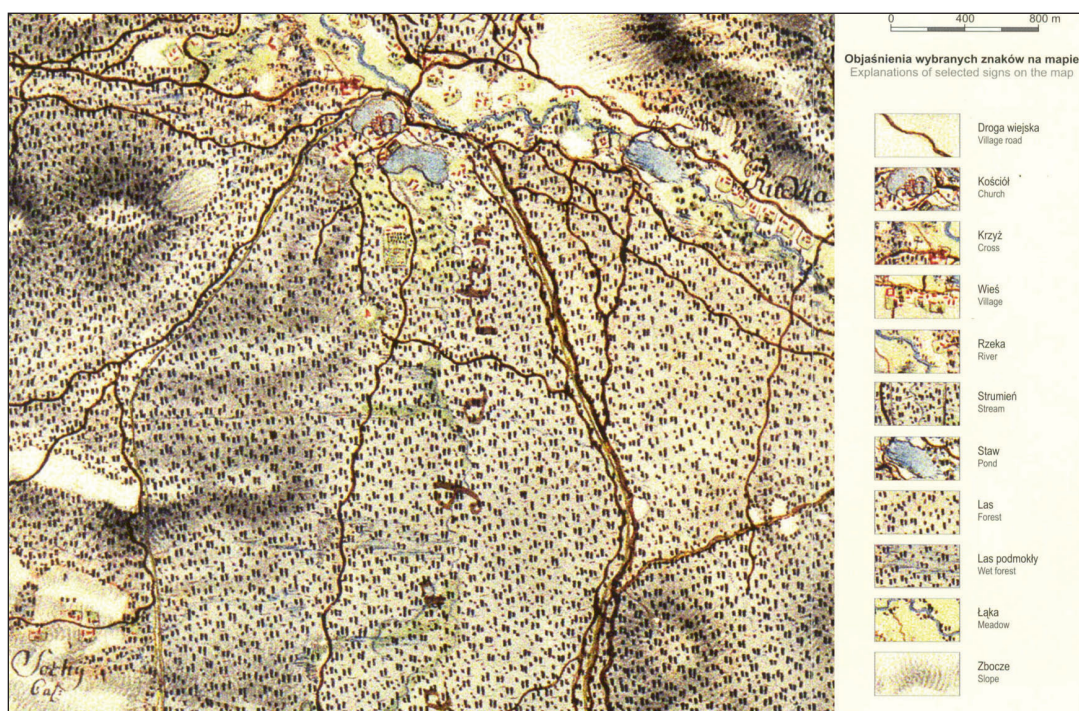 0 400 800 m
Objaśnienia wybranych znaków na mapie
Explanations of selected signs on the map
Droga wiejska
Village road
Kościół
Church
Krzyż
Cross
Wieś
Village
Rzeka
River
Strumień
Stream
Staw
Pond
Las
Forest
Las podmokły
Wet forest
Łąka
Meadow
Zbocze
Slope
Sochy